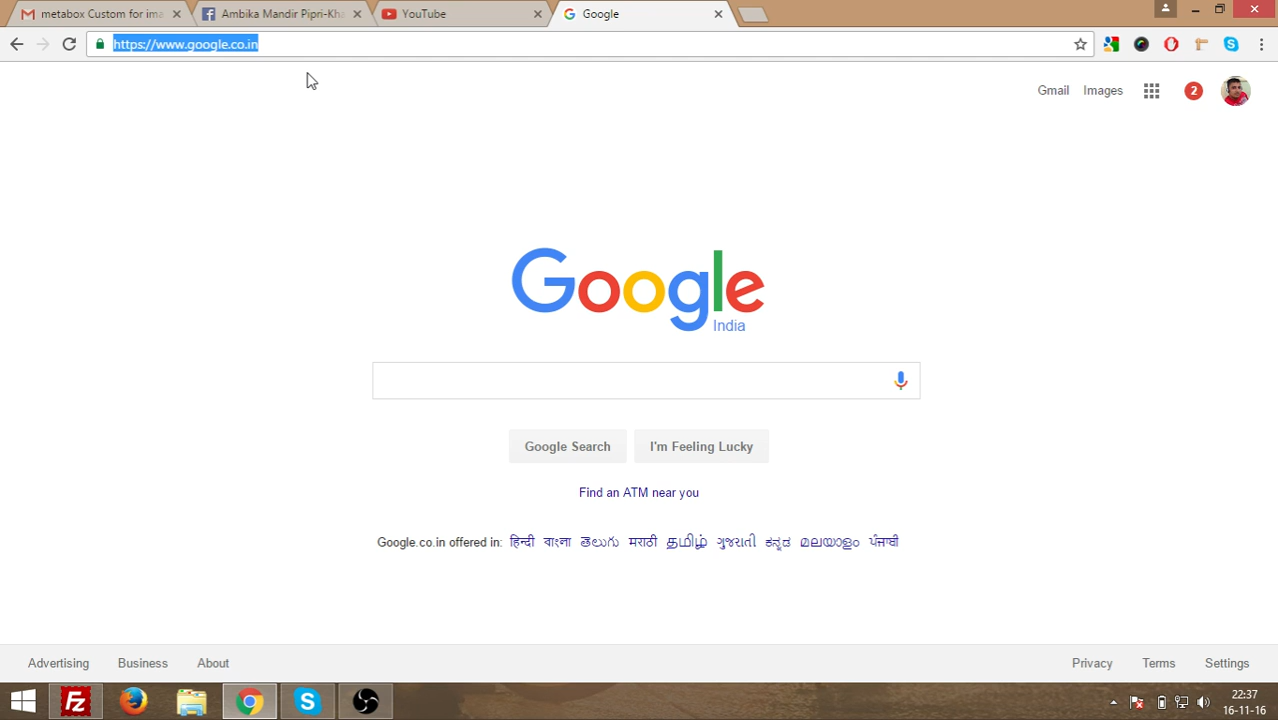 metabox Custom for ima
Ambika Mandir Pipri-Kha
YouTube
Google
https://www.google.co.in
Gmail Images 2
Google
India
Google Search I'm Feeling Lucky
Find an ATM near you
Google.co.in offered in: हिन्दी বাংলা తెలుగు मराठी தமிழ் ગુજરાતી ಕನ್ನಡ മലയാളം ਪੰਜਾਬੀ
Advertising Business About Privacy Terms Settings
22:37
16-11-16